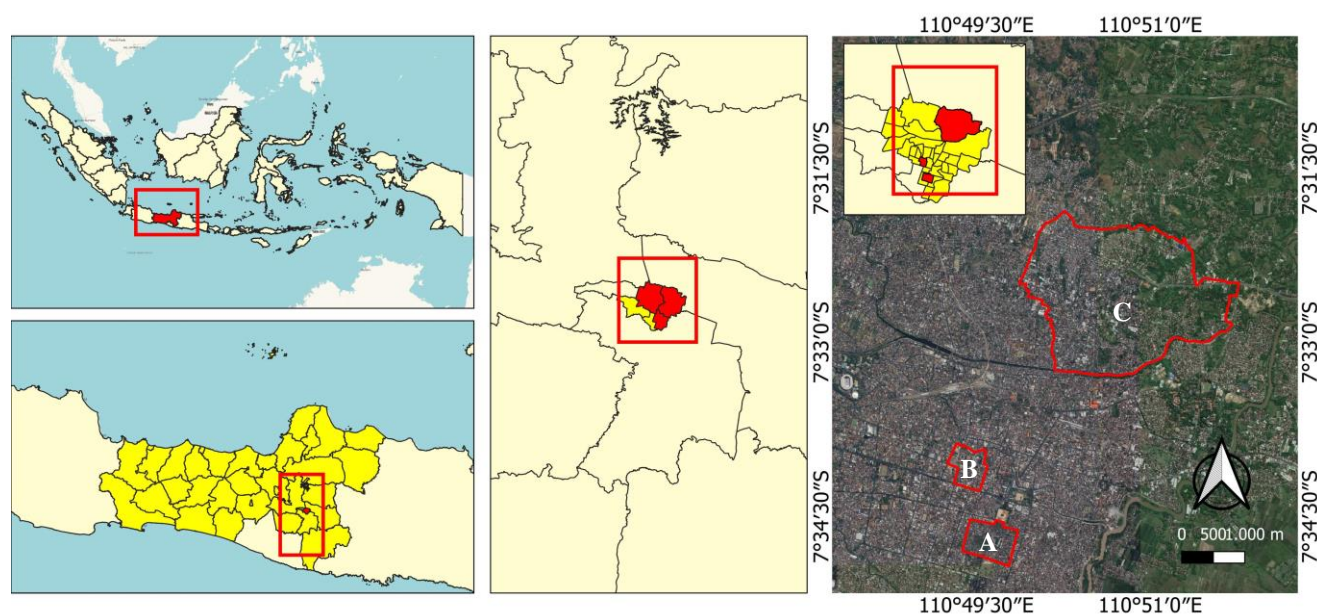 110°49′30″E 110°51′0″E
7°31′30″S 7°31′30″S
C
7°33′0″S 7°33′0″S
B
7°34′30″S 7°34′30″S
A
0 5001.000 m
110°49′30″E 110°51′0″E